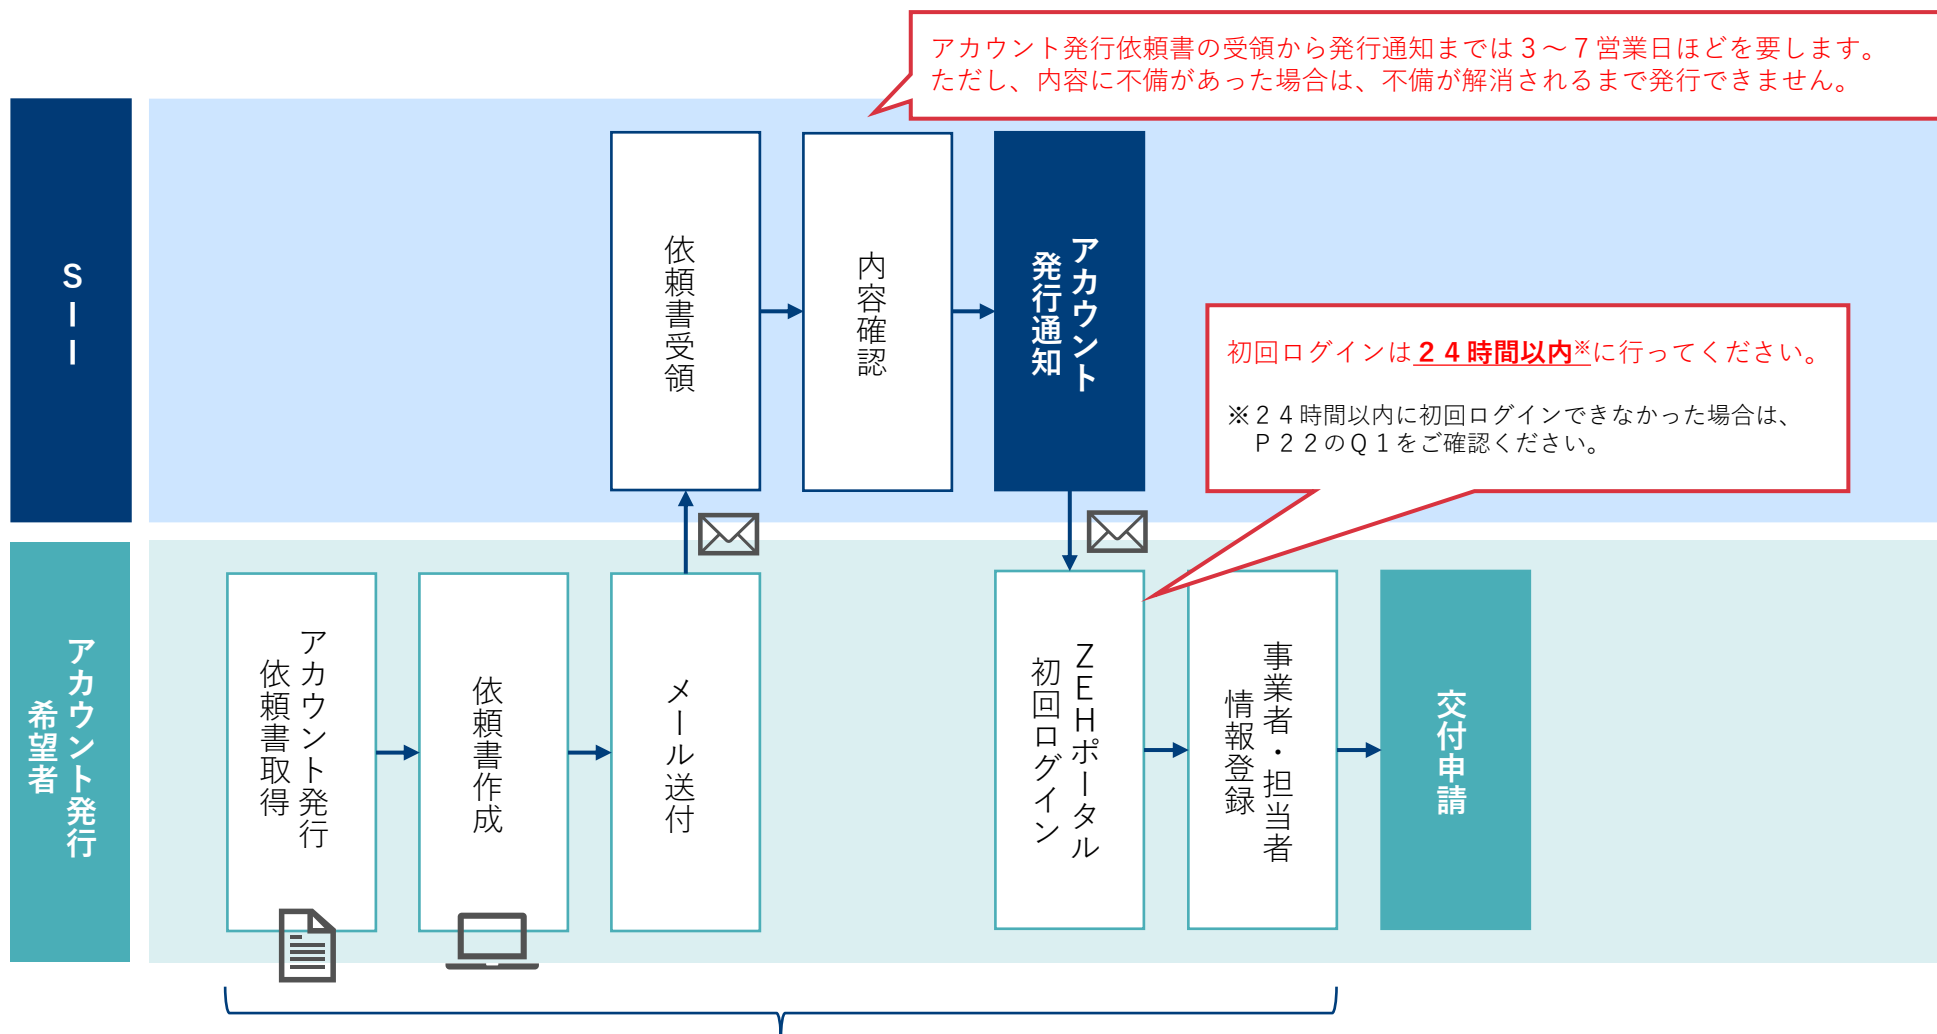 アカウント発行依頼書の受領から発行通知までは３～７営業日ほどを要します。
ただし、内容に不備があった場合は、不備が解消されるまで発行できません。
ＳＩＩ
依頼書受領
内容確認
アカウント
発行通知
初回ログインは２４時間以内※に行ってください。
※２４時間以内に初回ログインできなかった場合は、
Ｐ２２のＱ１をご確認ください。
アカウント発行
希望者
アカウント発行
依頼書取得
依頼書作成
メール送付
ＺＥＨポータル
初回ログイン
事業者・担当者
情報登録
交付申請